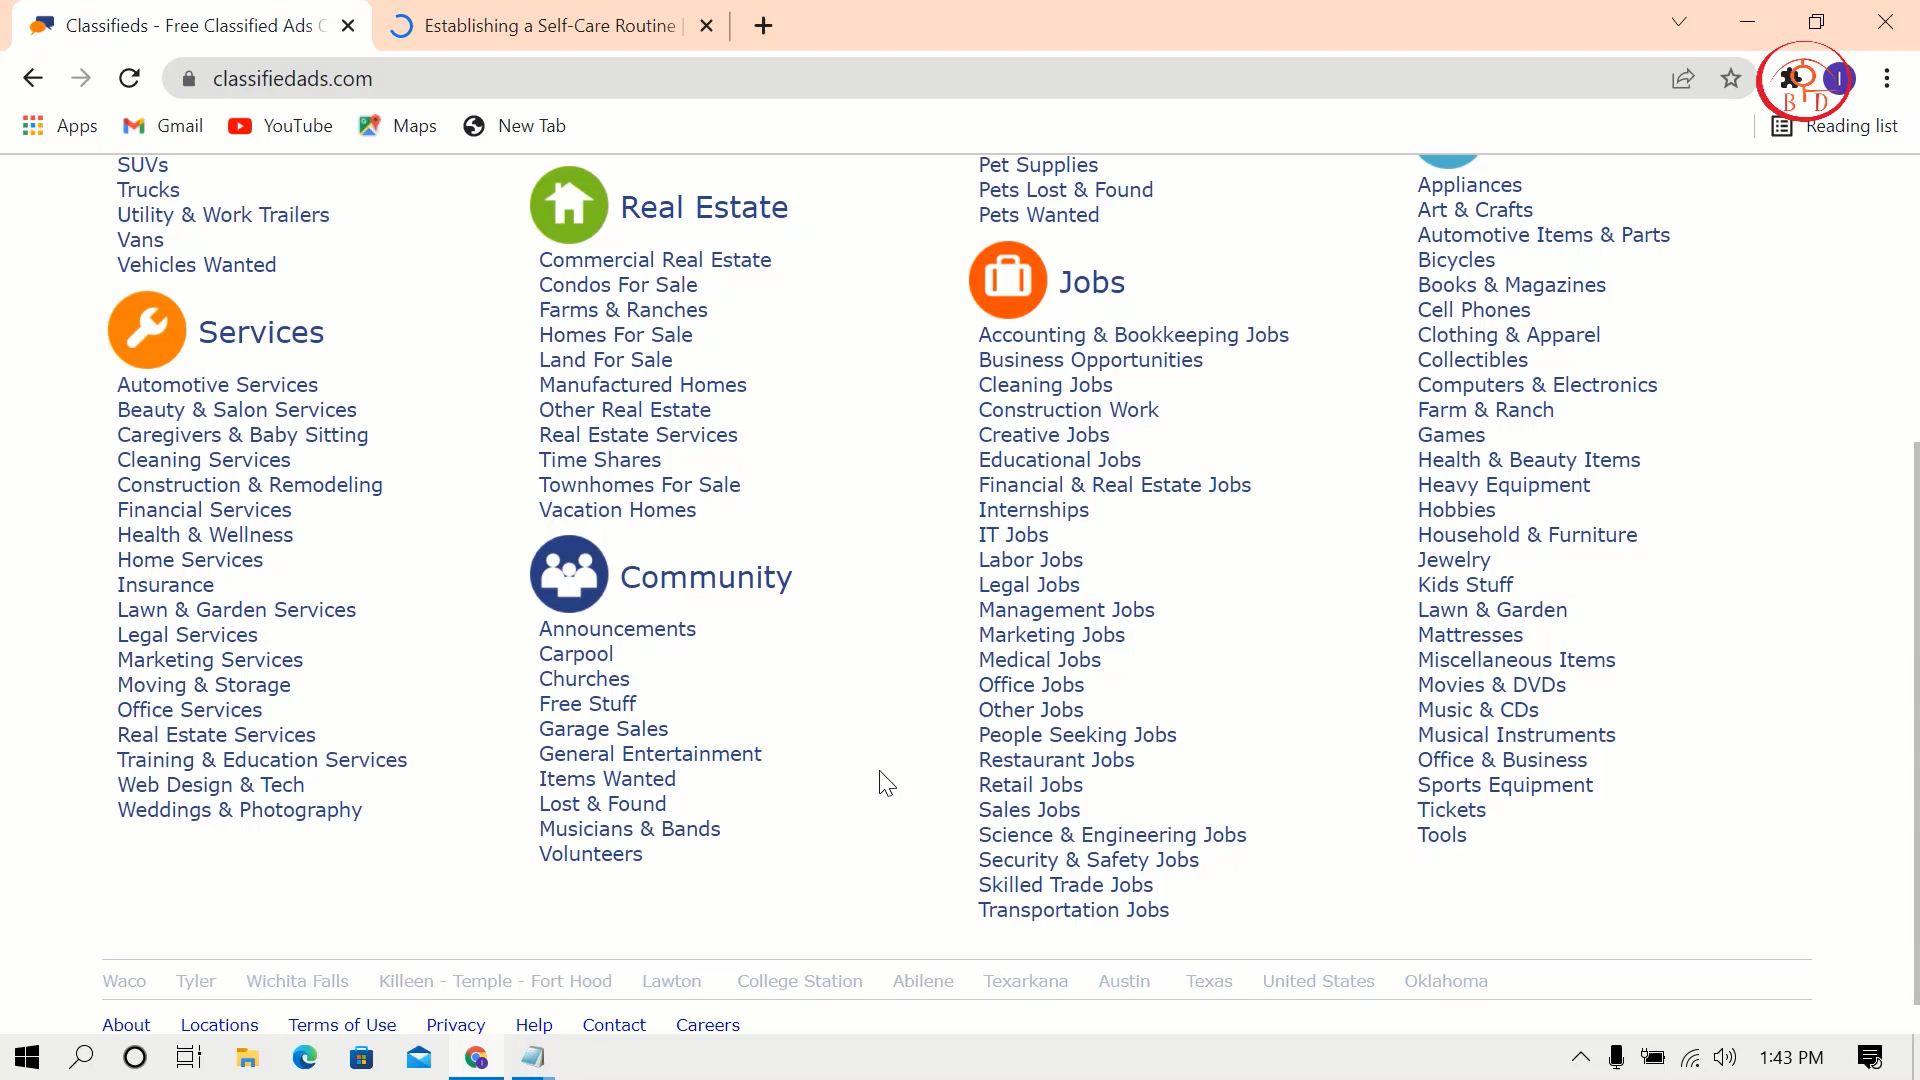 Classifieds - Free Classified Ads
Establishing a Self-Care Routine
classifiedads.com
B D
Apps
Gmail
YouTube
Maps
New Tab
Reading list
SUVs
Trucks
Utility & Work Trailers
Vans
Vehicles Wanted
Services
Automotive Services
Beauty & Salon Services
Caregivers & Baby Sitting
Cleaning Services
Construction & Remodeling
Financial Services
Health & Wellness
Home Services
Insurance
Lawn & Garden Services
Legal Services
Marketing Services
Moving & Storage
Office Services
Real Estate Services
Training & Education Services
Web Design & Tech
Weddings & Photography
Real Estate
Commercial Real Estate
Condos For Sale
Farms & Ranches
Homes For Sale
Land For Sale
Manufactured Homes
Other Real Estate
Real Estate Services
Time Shares
Townhomes For Sale
Vacation Homes
Community
Announcements
Carpool
Churches
Free Stuff
Garage Sales
General Entertainment
Items Wanted
Lost & Found
Musicians & Bands
Volunteers
Pet Supplies
Pets Lost & Found
Pets Wanted
Jobs
Accounting & Bookkeeping Jobs
Business Opportunities
Cleaning Jobs
Construction Work
Creative Jobs
Educational Jobs
Financial & Real Estate Jobs
Internships
IT Jobs
Labor Jobs
Legal Jobs
Management Jobs
Marketing Jobs
Medical Jobs
Office Jobs
Other Jobs
People Seeking Jobs
Restaurant Jobs
Retail Jobs
Sales Jobs
Science & Engineering Jobs
Security & Safety Jobs
Skilled Trade Jobs
Transportation Jobs
Appliances
Art & Crafts
Automotive Items & Parts
Bicycles
Books & Magazines
Cell Phones
Clothing & Apparel
Collectibles
Computers & Electronics
Farm & Ranch
Games
Health & Beauty Items
Heavy Equipment
Hobbies
Household & Furniture
Jewelry
Kids Stuff
Lawn & Garden
Mattresses
Miscellaneous Items
Movies & DVDs
Music & CDs
Musical Instruments
Office & Business
Sports Equipment
Tickets
Tools
Waco Tyler Wichita Falls Killeen - Temple - Fort Hood Lawton College Station Abilene Texarkana Austin Texas United States Oklahoma
About Locations Terms of Use Privacy Help Contact Careers
1:43 PM